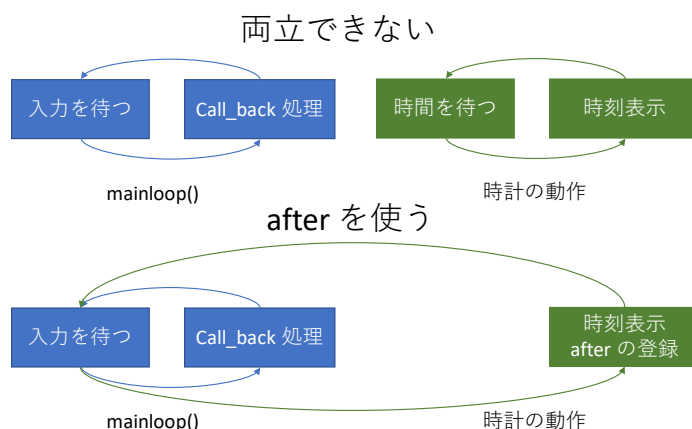 両立できない
入力を待つ
Call_back 処理
時間を待つ
時刻表示
mainloop()
時計の動作
after を使う
入力を待つ
Call_back 処理
時刻表示
after の登録
mainloop()
時計の動作